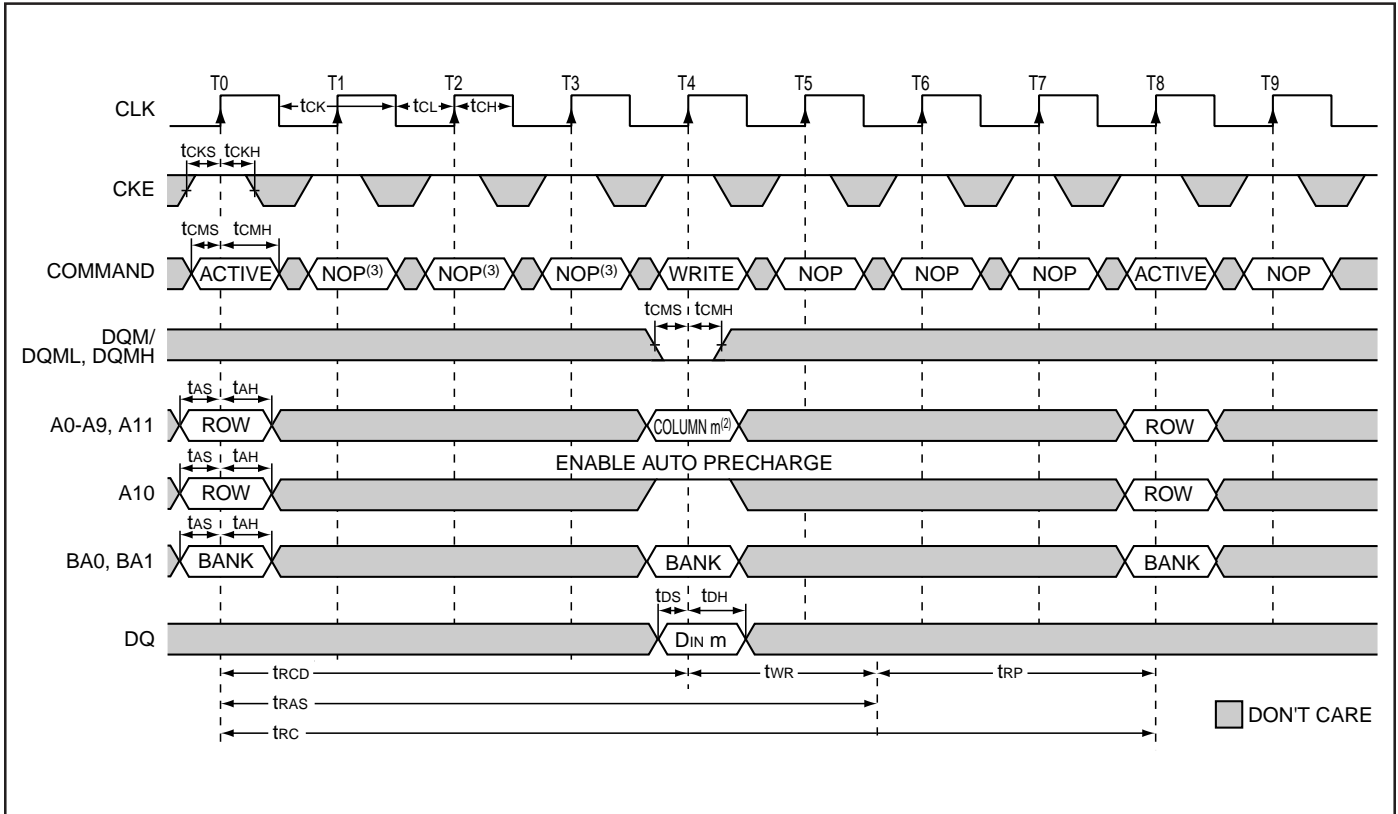 T0 T1 T2 T3 T4 T5 T6 T7 T8 T9
CLK tCK tCL tCH
tCKS tCKH
CKE
tCMS tCMH
COMMAND ACTIVE NOP(3) NOP(3) NOP(3) WRITE NOP NOP NOP ACTIVE NOP
tCMS tCMH
DQM/
DQML, DQMH
tAS tAH
A0-A9, A11 ROW COLUMN m(2) ROW
tAS tAH ENABLE AUTO PRECHARGE
A10 ROW ROW
tAS tAH
BA0, BA1 BANK BANK BANK
tDS tDH
DQ DIN m
tRCD tWR tRP
tRAS
DON'T CARE
tRC